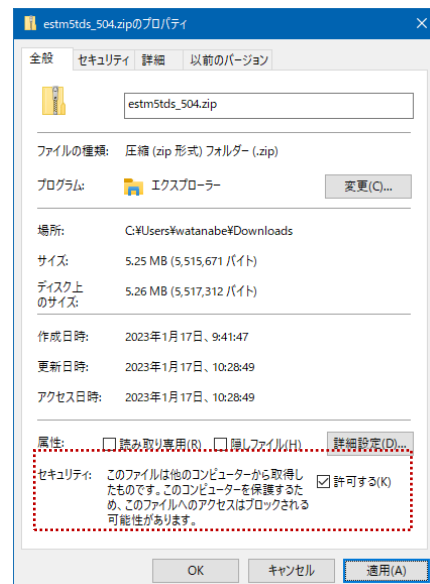 estm5tds_504.zipのプロパティ
全般 セキュリティ 詳細 以前のバージョン
estm5tds_504.zip
ファイルの種類: 圧縮 (zip 形式) フォルダー (.zip)
プログラム: エクスプローラー 変更(C)...
場所: C:¥Users¥watanabe¥Downloads
サイズ: 5.25 MB (5,515,671 バイト)
ディスク上
のサイズ: 5.26 MB (5,517,312 バイト)
作成日時: 2023年1月17日、9:41:47
更新日時: 2023年1月17日、10:28:49
アクセス日時: 2023年1月17日、10:28:49
属性: 読み取り専用(R) 隠しファイル(H) 詳細設定(D)...
セキュリティ: このファイルは他のコンピューターから取得し
たものです。このコンピューターを保護するた
め、このファイルへのアクセスはブロックされる
可能性があります。
許可する(K)
OK キャンセル 適用(A)